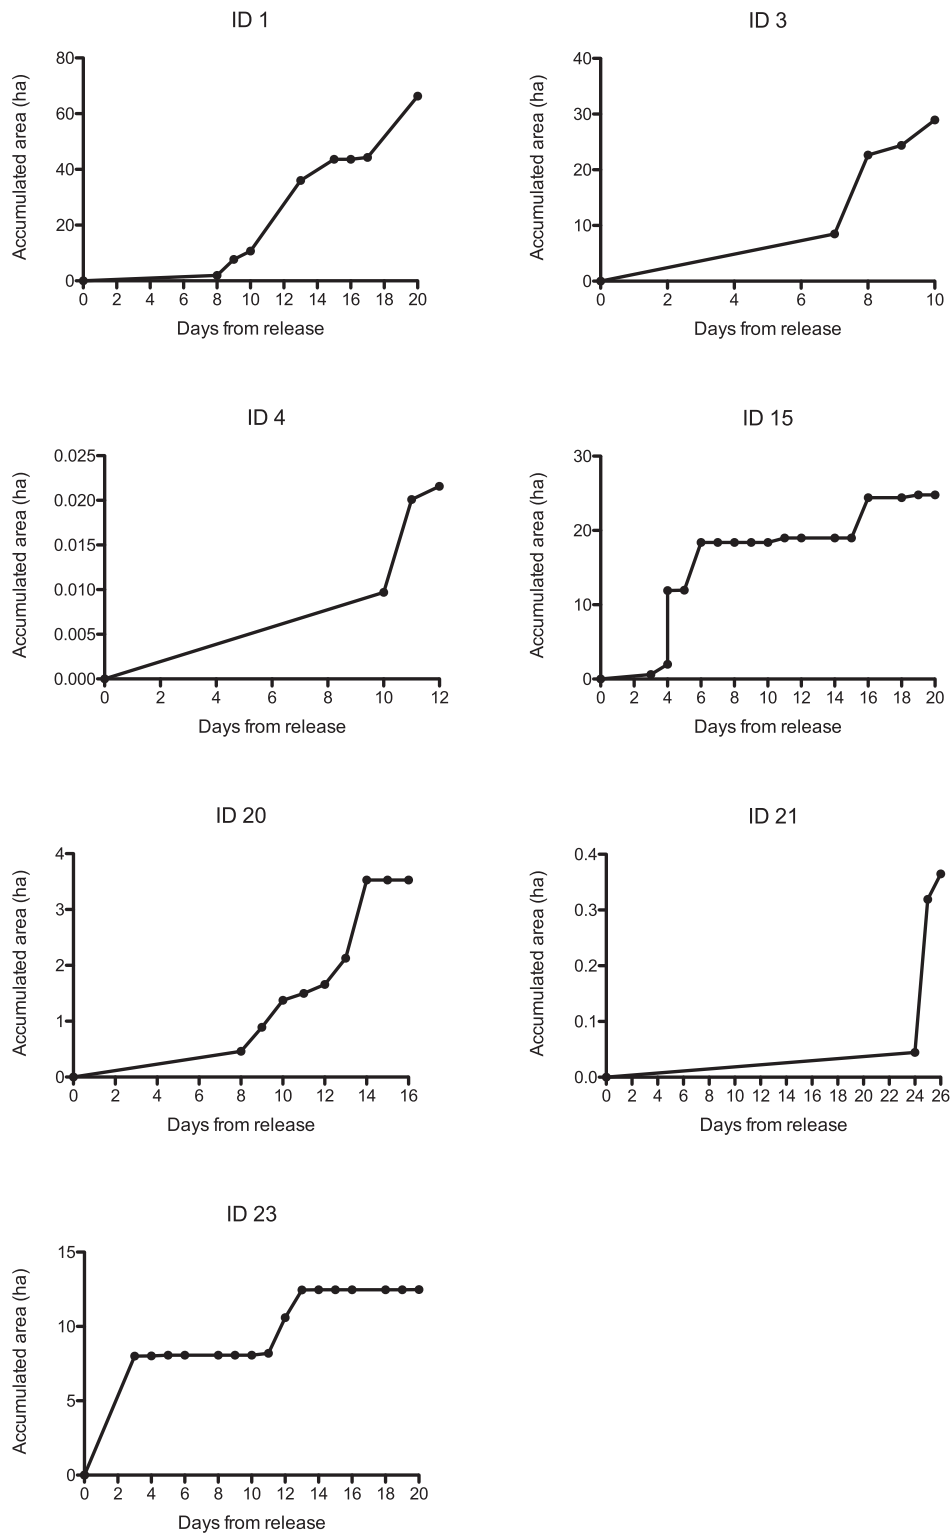 ID 1
Accumulated area (ha)
80
60
40
20
0
0 2 4 6 8 10 12 14 16 18 20
Days from release
ID 3
Accumulated area (ha)
40
30
20
10
0
0 2 4 6 8 10
Days from release
ID 4
Accumulated area (ha)
0.025
0.020
0.015
0.010
0.005
0.000
0 2 4 6 8 10 12
Days from release
ID 15
Accumulated area (ha)
30
20
10
0
0 2 4 6 8 10 12 14 16 18 20
Days from release
ID 20
Accumulated area (ha)
4
3
2
1
0
0 2 4 6 8 10 12 14 16
Days from release
ID 21
Accumulated area (ha)
0.4
0.3
0.2
0.1
0.0
0 2 4 6 8 10 12 14 16 18 20 22 24 26
Days from release
ID 23
Accumulated area (ha)
15
10
5
0
0 2 4 6 8 10 12 14 16 18 20
Days from release